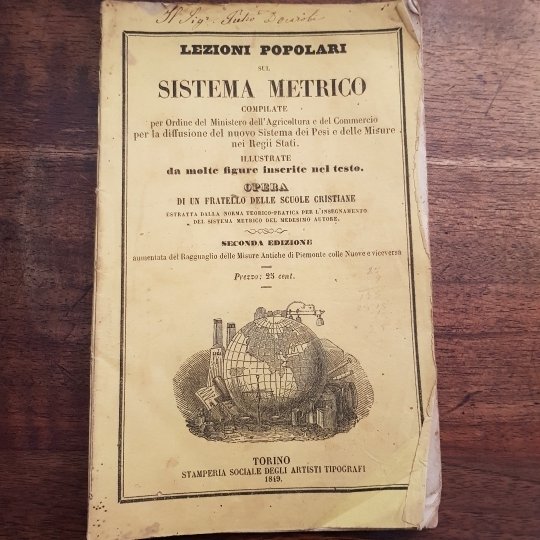 Il Sig.
LEZIONI POPOLARI
SUL
SISTEMA METRICO
COMPILATE
per Ordine del Ministero dell'Agricoltura e del Commercio
per la diffusione del nuovo Sistema dei Pesi e delle Misure
nei Regii Stati.
ILLUSTRATE
da molte figure inserite nel testo.
OPERA
DI UN FRATELLO DELLE SCUOLE CRISTIANE
ESTRATTA DALLA NORMA TEORICO-PRATICA PER L'INSEGNAMENTO
DEL SISTEMA METRICO DEL MEDESIMO AUTORE.
SECONDA EDIZIONE
aumentata del Ragguaglio delle Misure Antiche di Piemonte colle Nuove e viceversa
Prezzo: 25 cent.
TORINO
STAMPERIA SOCIALE DEGLI ARTISTI TIPOGRAFI
1849.